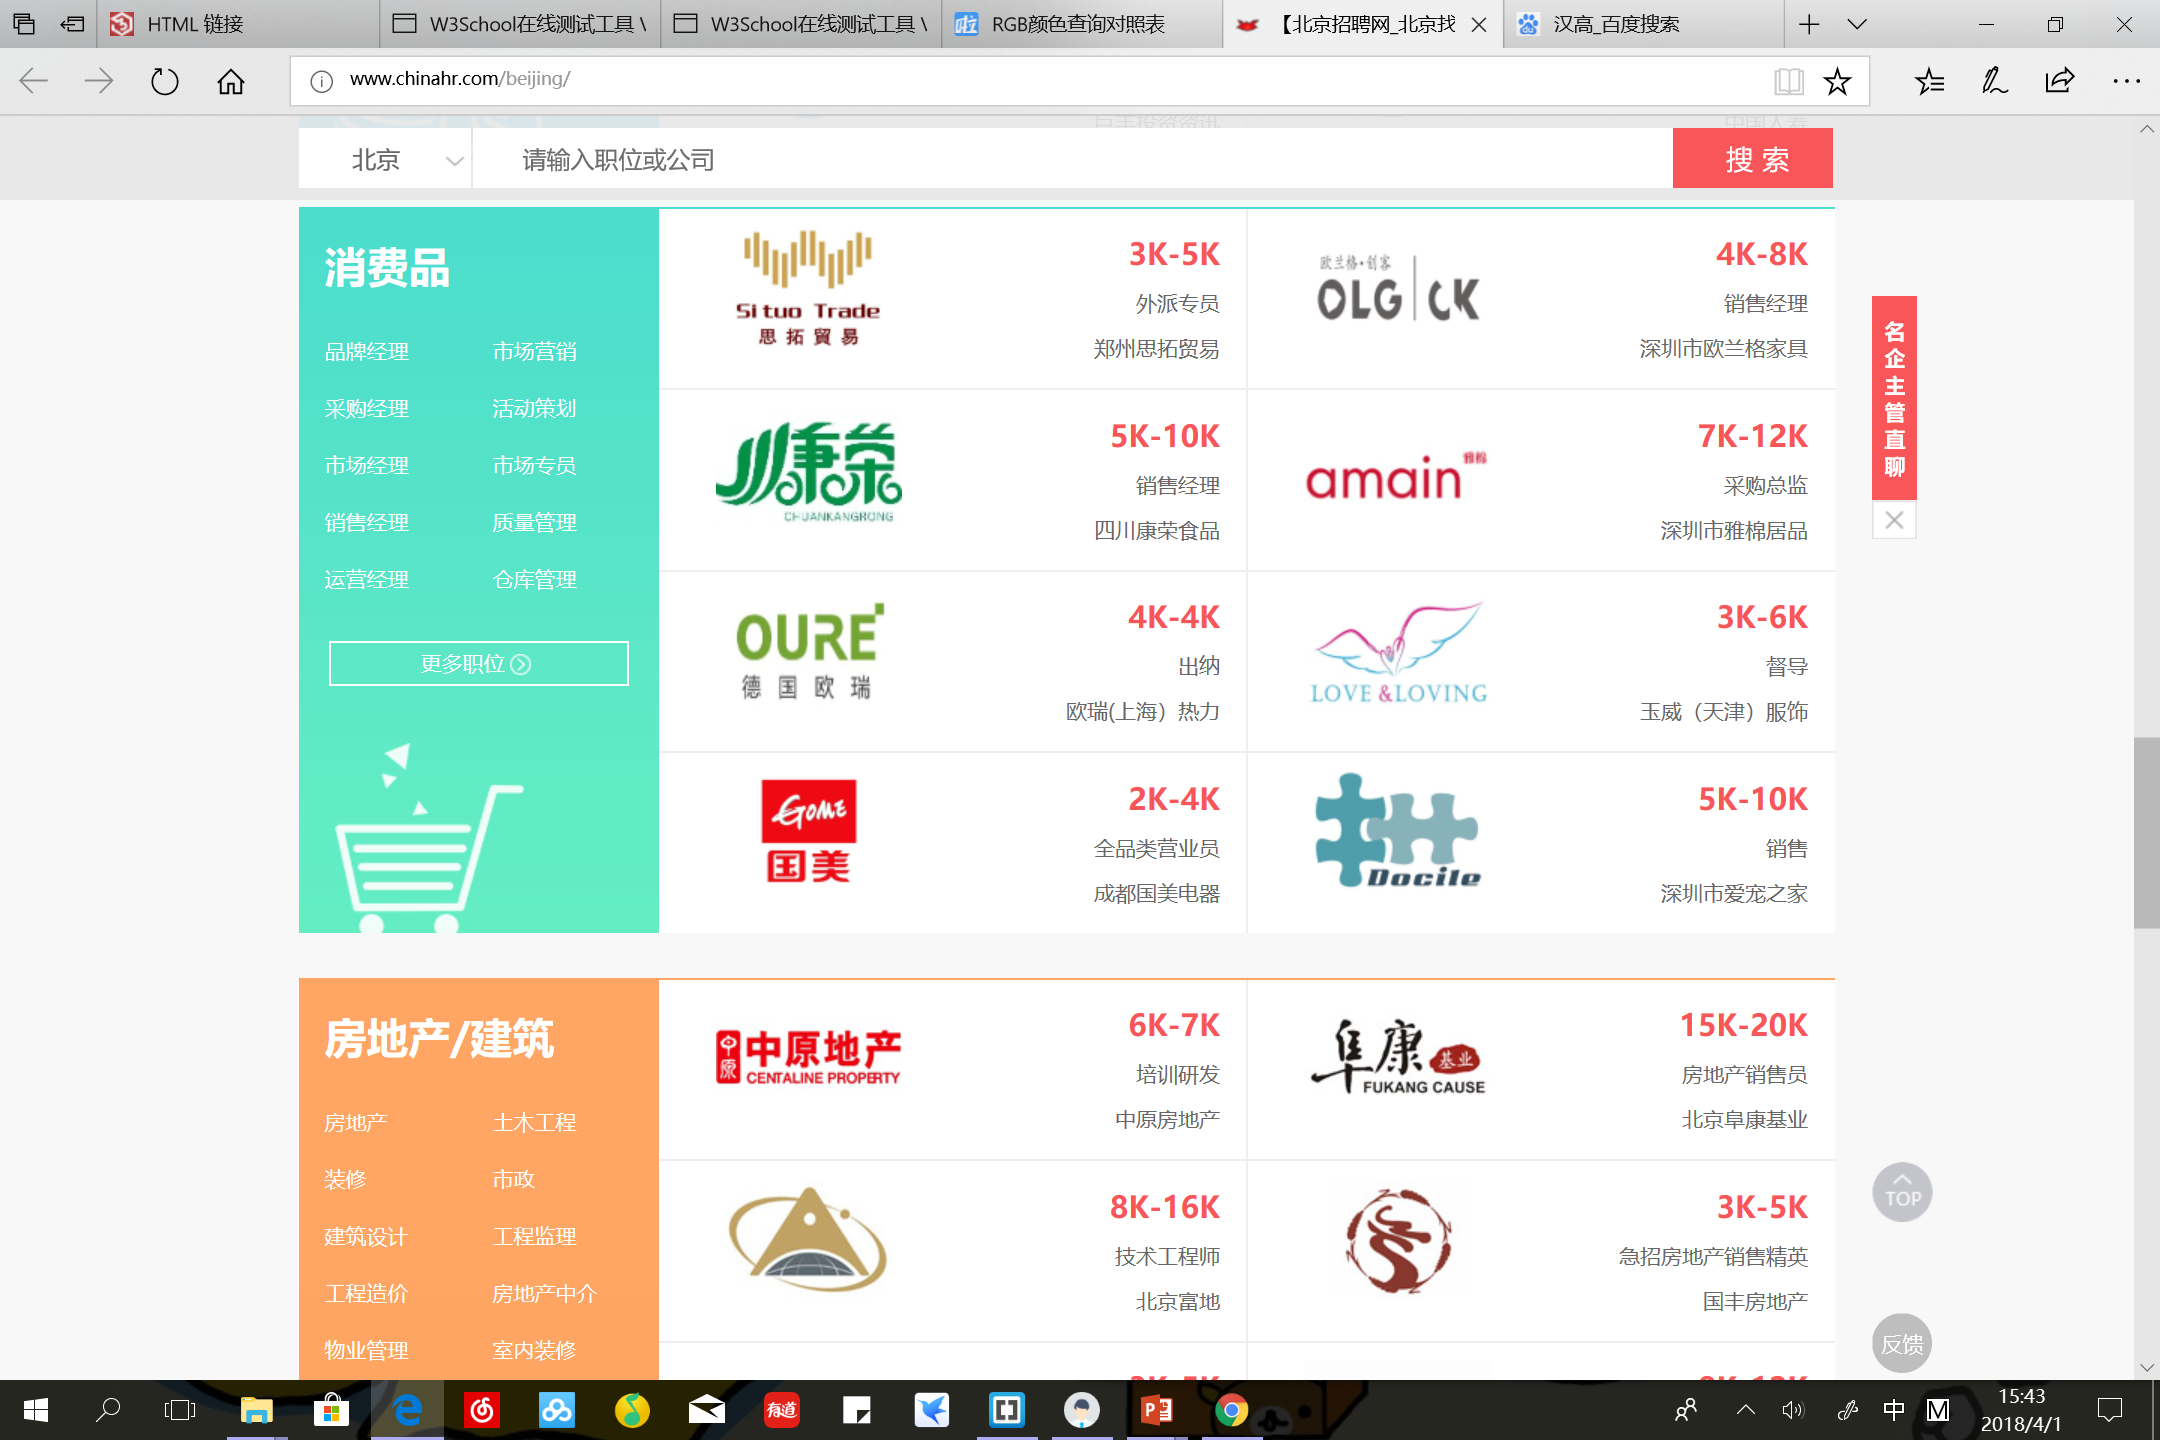 HTML 链接
W3School在线测试工具 \
W3School在线测试工具 \
RGB颜色查询对照表
【北京招聘网_北京找
汉高_百度搜索
www.chinahr.com/beijing/
北京
请输入职位或公司
搜 索
消费品
品牌经理 市场营销
采购经理 活动策划
市场经理 市场专员
销售经理 质量管理
运营经理 仓库管理
更多职位
Situo Trade
思拓貿易
3K-5K
外派专员
郑州思拓贸易
欧兰格·创客
OLG CK
4K-8K
销售经理
深圳市欧兰格家具
康荣
CHUANKANGRONG
5K-10K
销售经理
四川康荣食品
amain 雅棉
7K-12K
采购总监
深圳市雅棉居品
OURE
德国欧瑞
4K-4K
出纳
欧瑞(上海）热力
LOVE &LOVING
3K-6K
督导
玉威（天津）服饰
GOME
国美
2K-4K
全品类营业员
成都国美电器
Docile
5K-10K
销售
深圳市爱宠之家
名企主管直聊
房地产/建筑
房地产 土木工程
装修 市政
建筑设计 工程监理
工程造价 房地产中介
物业管理 室内装修
中原
中原地产
CENTALINE PROPERTY
6K-7K
培训研发
中原房地产
阜康 基业
FUKANG CAUSE
15K-20K
房地产销售员
北京阜康基业
8K-16K
技术工程师
北京富地
3K-5K
急招房地产销售精英
国丰房地产
TOP
反馈
有道
中
M
15:43
2018/4/1